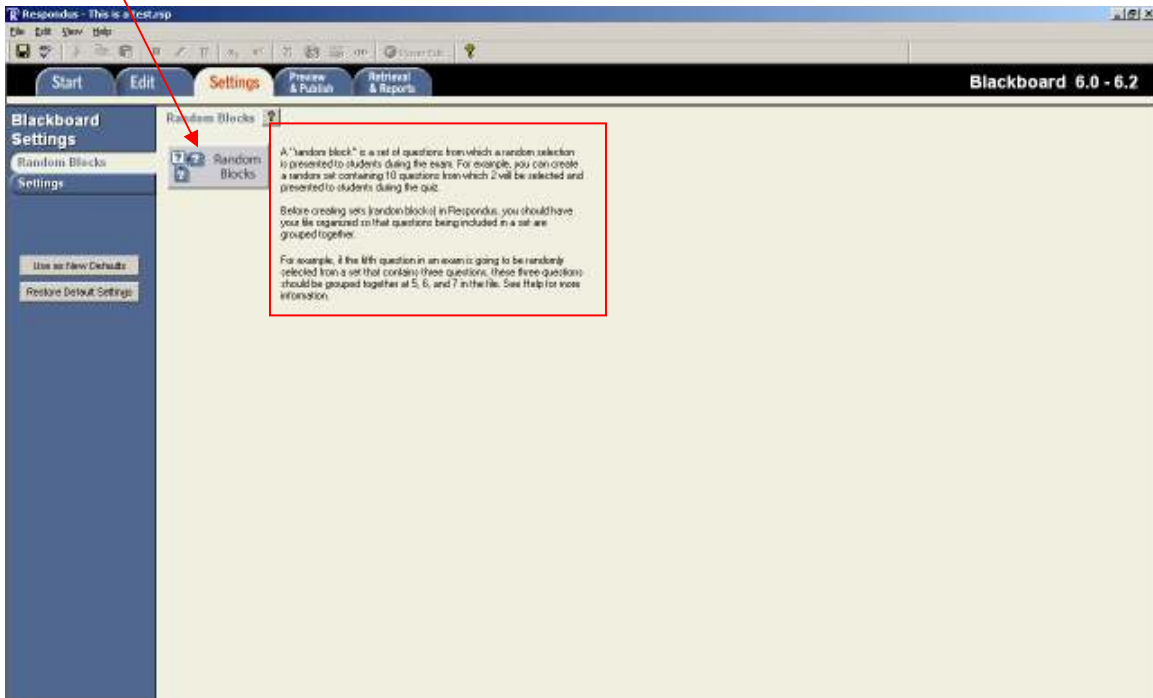 Respondus - This is a test.rsp
File Edit View Help
Start Edit Settings Preview & Publish Retrieval & Reports Blackboard 6.0 - 6.2
Blackboard Settings
Random Blocks
Settings
Use as New Defaults
Restore Default Settings
Random Blocks ?
Random
Blocks
A "random block" is a set of questions from which a random selection
is presented to students during the exam. For example, you can create
a random set containing 10 questions from which 2 will be selected and
presented to students during the quiz.
Before creating sets (random blocks) in Respondus, you should have
your file organized so that questions being included in a set are
grouped together.
For example, if the fifth question in an exam is going to be randomly
selected from a set that contains three questions, these three questions
should be grouped together at 5, 6, and 7 in the file. See Help for more
information.